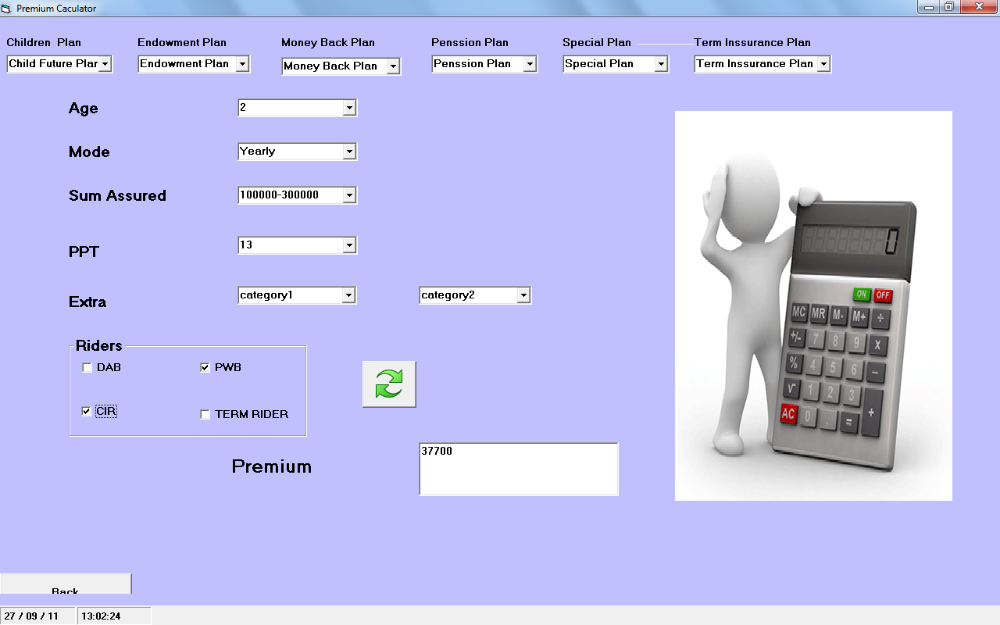 Premium Caculator
Children  Plan Endowment Plan Money Back Plan Penssion Plan Special Plan Term Inssurance Plan
Child Future Plar Endowment Plan Money Back Plan Penssion Plan Special Plan Term Inssurance Plan
Age 2
Mode Yearly
Sum Assured 100000-300000
PPT 13
Extra category1 category2
Riders
DAB PWB
CIR TERM RIDER
Premium 37700
0
ON OFF
MC MR M- M+ ÷
+/- 7 8 9 X
% 4 5 6 −
√ 1 2 3 +
AC 0 . =
Back
27 / 09 / 11 13:02:24